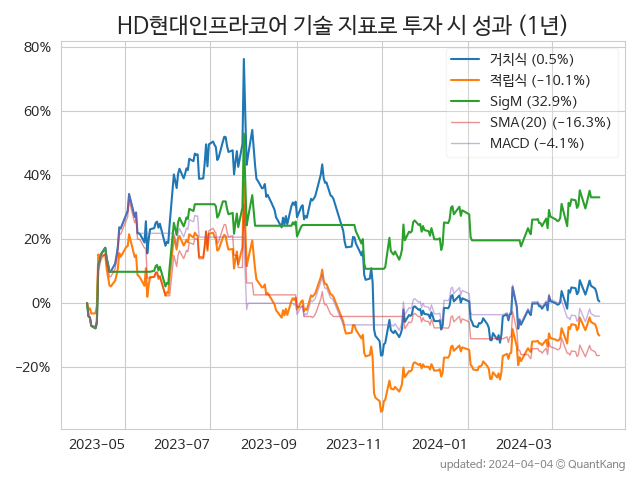 HD현대인프라코어 기술 지표로 투자 시 성과 (1년)
80%
60%
40%
20%
0%
−20%
거치식 (0.5%)
적립식 (−10.1%)
SigM (32.9%)
SMA(20) (−16.3%)
MACD (−4.1%)
2023−05
2023−07
2023−09
2023−11
2024−01
2024−03
updated: 2024-04-04 © QuantKang